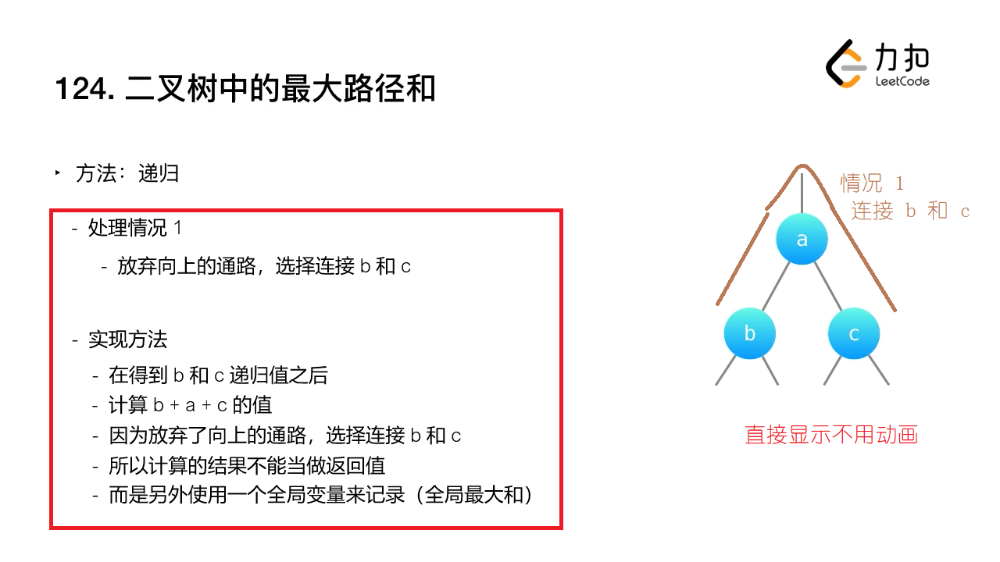 力扣
LeetCode
124. 二叉树中的最大路径和
‣ 方法：递归
- 处理情况 1
- 放弃向上的通路，选择连接 b 和 c
- 实现方法
- 在得到 b 和 c 递归值之后
- 计算 b + a + c 的值
- 因为放弃了向上的通路，选择连接 b 和 c
- 所以计算的结果不能当做返回值
- 而是另外使用一个全局变量来记录（全局最大和）
情况 1
连接 b 和 c
a
b
c
直接显示不用动画